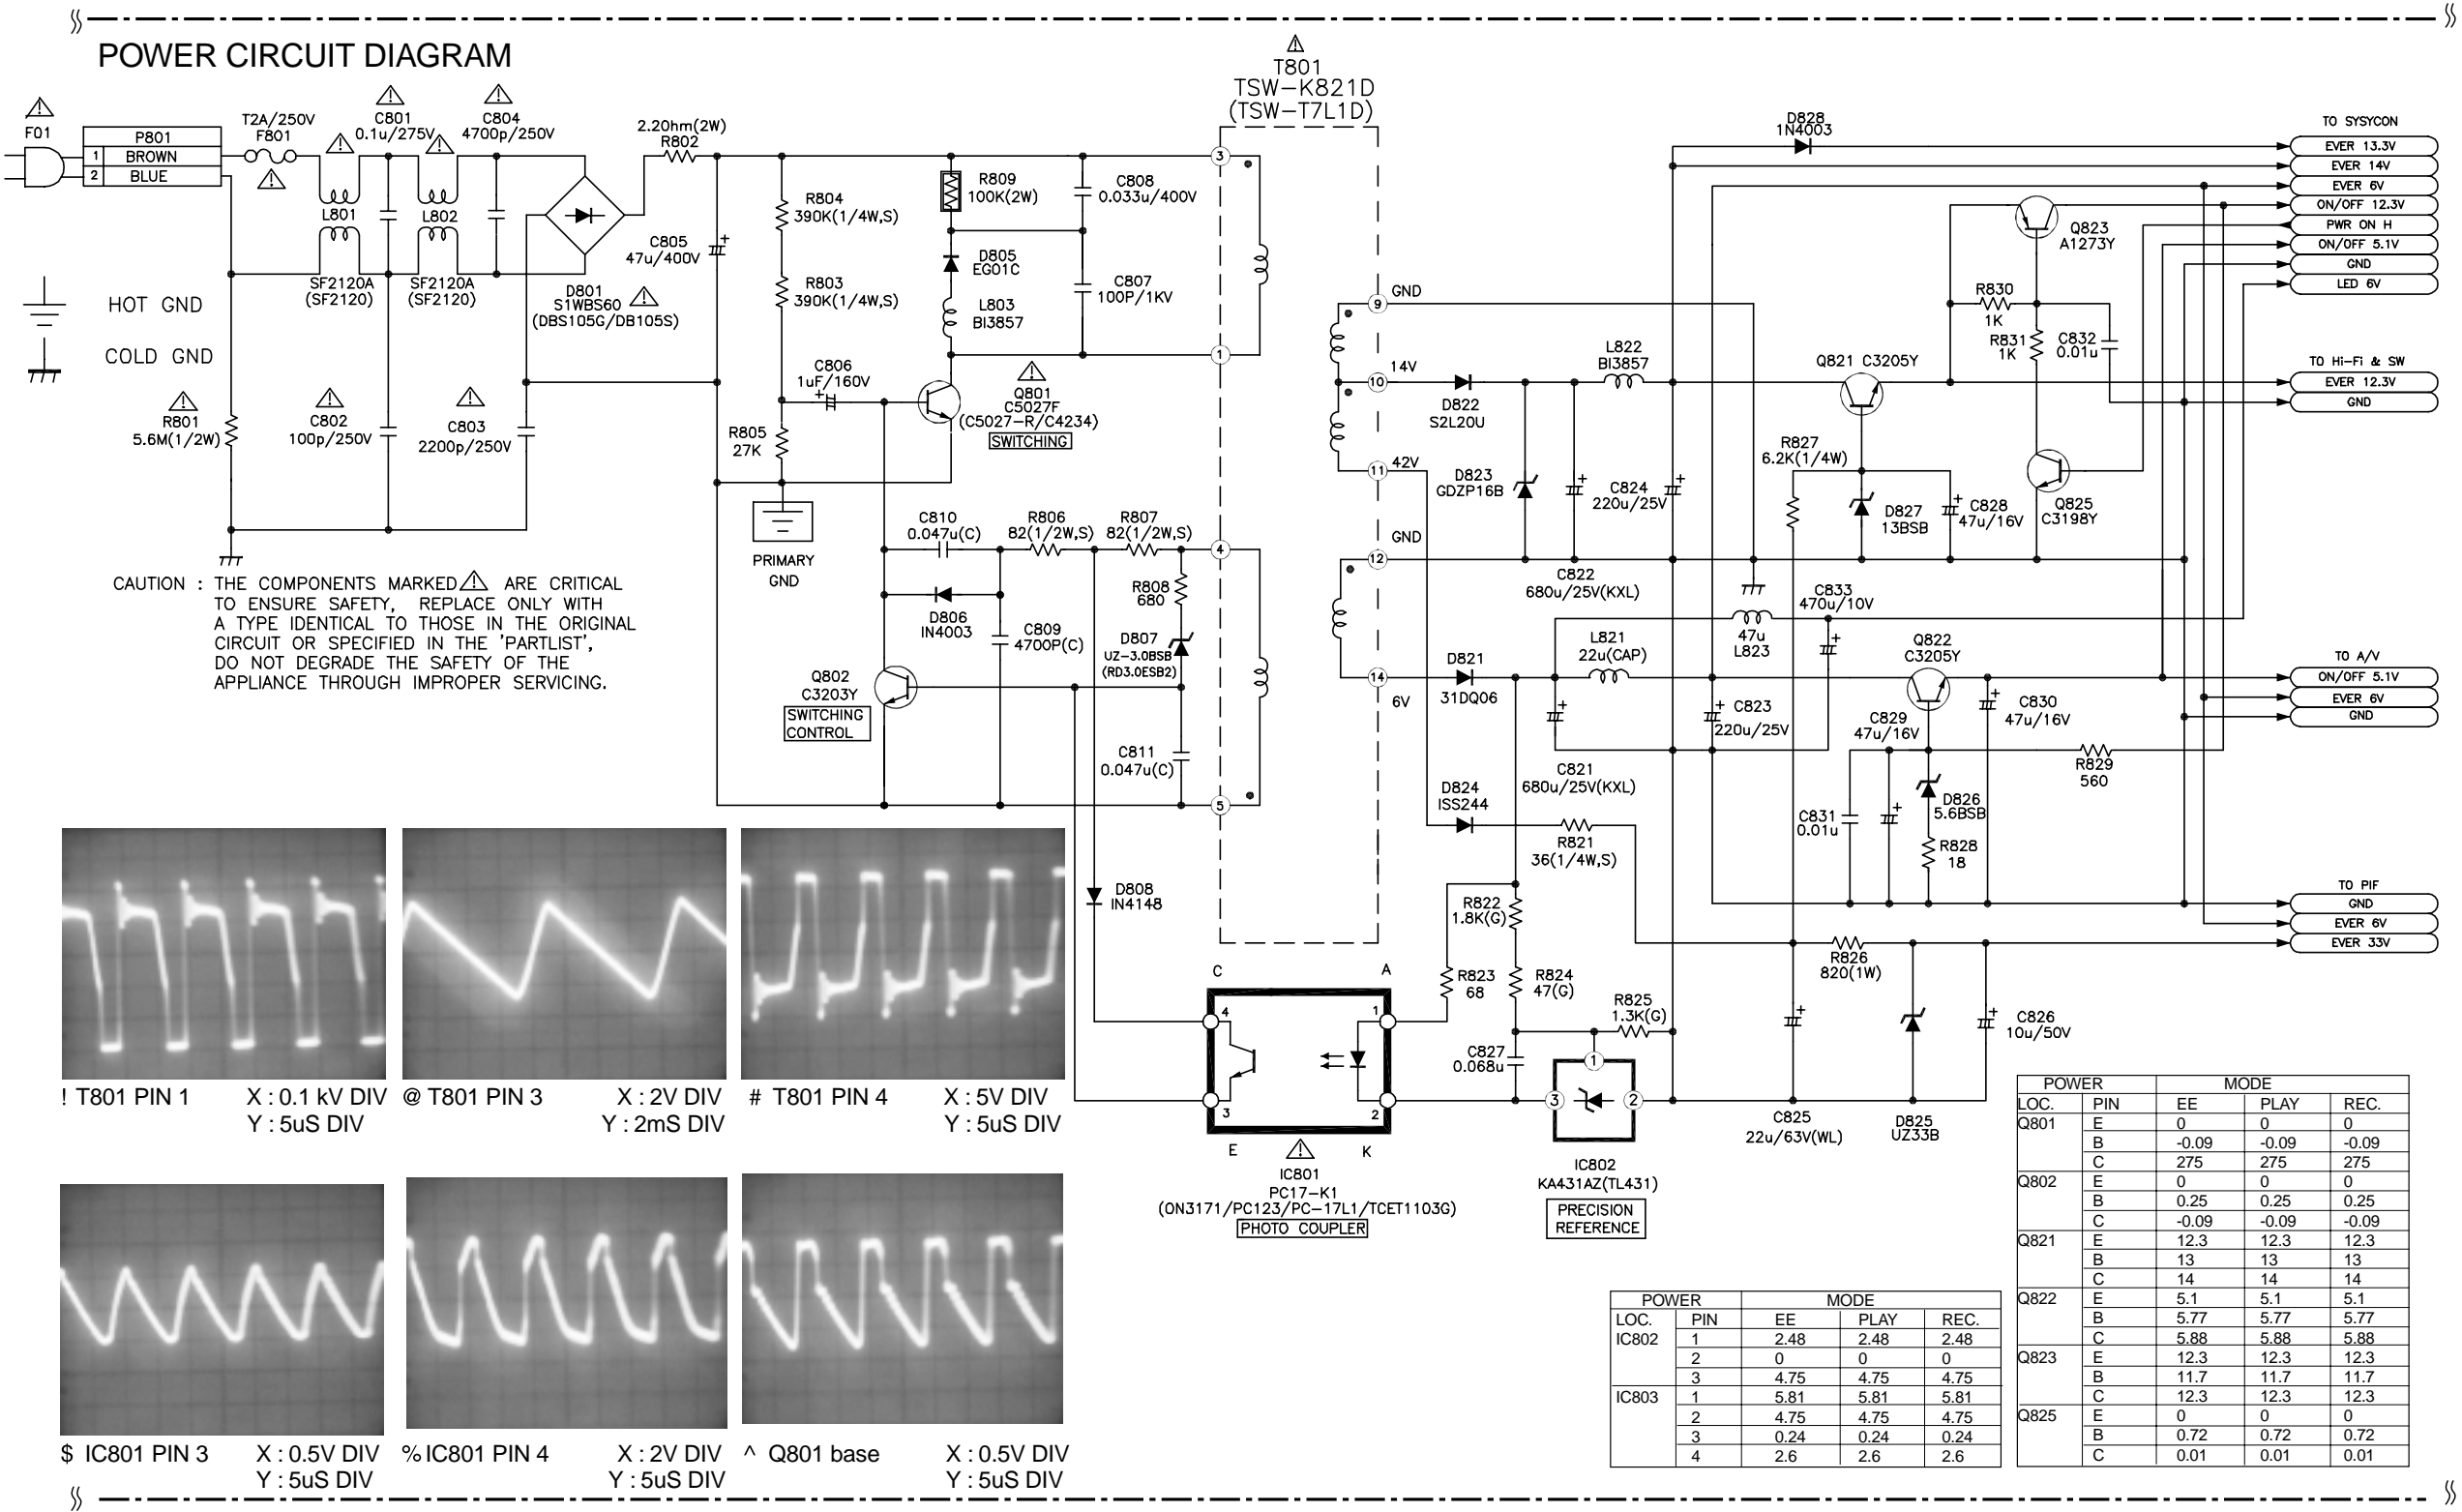 POWER CIRCUIT DIAGRAM
F01
P801
1 BROWN
2 BLUE
T2A/250V
F801
C801
0.1u/275V
C804
4700p/250V
L801
SF2120A
(SF2120)
L802
SF2120A
(SF2120)
D801
S1WBS60
(DBS105G/DB105S)
2.20hm(2W)
R802
C805
47u/400V
HOT GND
COLD GND
R801
5.6M(1/2W)
C802
100p/250V
C803
2200p/250V
R804
390K(1/4W,S)
R803
390K(1/4W,S)
C806
1uF/160V
R805
27K
R809
100K(2W)
C808
0.033u/400V
D805
EG01C
L803
BI3857
C807
100P/1KV
Q801
C5027F
(C5027-R/C4234)
SWITCHING
PRIMARY
GND
C810
0.047u(C)
R806
82(1/2W,S)
R807
82(1/2W,S)
R808
680
D806
IN4003
C809
4700P(C)
D807
UZ-3.0BSB
(RD3.0ESB2)
Q802
C3203Y
SWITCHING
CONTROL
C811
0.047u(C)
D808
IN4148
CAUTION : THE COMPONENTS MARKED ARE CRITICAL
TO ENSURE SAFETY, REPLACE ONLY WITH
A TYPE IDENTICAL TO THOSE IN THE ORIGINAL
CIRCUIT OR SPECIFIED IN THE 'PARTLIST',
DO NOT DEGRADE THE SAFETY OF THE
APPLIANCE THROUGH IMPROPER SERVICING.
T801
TSW-K821D
(TSW-T7L1D)
3
1
4
5
9 GND
10 14V
11 42V
12 GND
14 6V
D828
1N4003
D822
S2L20U
L822
BI3857
D823
GDZP16B
C824
220u/25V
C822
680u/25V(KXL)
Q821 C3205Y
R827
6.2K(1/4W)
D827
13BSB
C828
47u/16V
Q823
A1273Y
R830
1K
R831
1K
C832
0.01u
Q825
C3198Y
C833
470u/10V
47u
L823
L821
22u(CAP)
D821
31DQ06
C823
220u/25V
C821
680u/25V(KXL)
Q822
C3205Y
C829
47u/16V
C830
47u/16V
R829
560
C831
0.01u
D826
5.6BSB
R828
18
D824
ISS244
R821
36(1/4W,S)
R822
1.8K(G)
R823
68
R824
47(G)
R825
1.3K(G)
C827
0.068u
R826
820(1W)
C825
22u/63V(WL)
D825
UZ33B
C826
10u/50V
C A
4 1
3 2
E K
IC801
PC17-K1
(ON3171/PC123/PC-17L1/TCET1103G)
PHOTO COUPLER
1
3 2
IC802
KA431AZ(TL431)
PRECISION
REFERENCE
TO SYSYCON
EVER 13.3V
EVER 14V
EVER 6V
ON/OFF 12.3V
PWR ON H
ON/OFF 5.1V
GND
LED 6V
TO Hi-Fi & SW
EVER 12.3V
GND
TO A/V
ON/OFF 5.1V
EVER 6V
GND
TO PIF
GND
EVER 6V
EVER 33V
! T801 PIN 1 X : 0.1 kV DIV
Y : 5uS DIV
@ T801 PIN 3 X : 2V DIV
Y : 2mS DIV
# T801 PIN 4 X : 5V DIV
Y : 5uS DIV
$ IC801 PIN 3 X : 0.5V DIV
Y : 5uS DIV
% IC801 PIN 4 X : 2V DIV
Y : 5uS DIV
^ Q801 base X : 0.5V DIV
Y : 5uS DIV
POWER MODE
LOC. PIN EE PLAY REC.
IC802 1 2.48 2.48 2.48
2 0 0 0
3 4.75 4.75 4.75
IC803 1 5.81 5.81 5.81
2 4.75 4.75 4.75
3 0.24 0.24 0.24
4 2.6 2.6 2.6
POWER MODE
LOC. PIN EE PLAY REC.
Q801 E 0 0 0
B -0.09 -0.09 -0.09
C 275 275 275
Q802 E 0 0 0
B 0.25 0.25 0.25
C -0.09 -0.09 -0.09
Q821 E 12.3 12.3 12.3
B 13 13 13
C 14 14 14
Q822 E 5.1 5.1 5.1
B 5.77 5.77 5.77
C 5.88 5.88 5.88
Q823 E 12.3 12.3 12.3
B 11.7 11.7 11.7
C 12.3 12.3 12.3
Q825 E 0 0 0
B 0.72 0.72 0.72
C 0.01 0.01 0.01